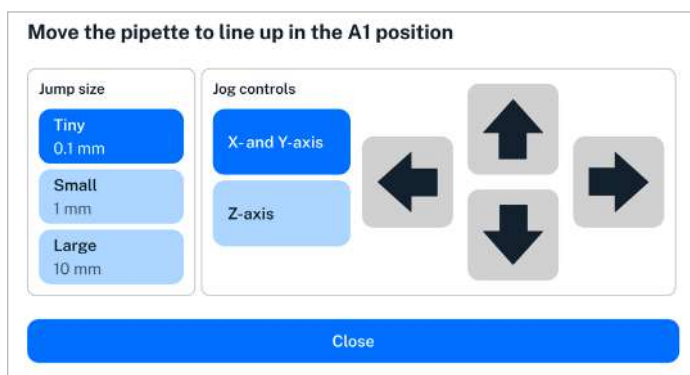 Move the pipette to line up in the A1 position
Jump size
Tiny
0.1 mm
Small
1 mm
Large
10 mm
Jog controls
X- and Y-axis
Z-axis
Close